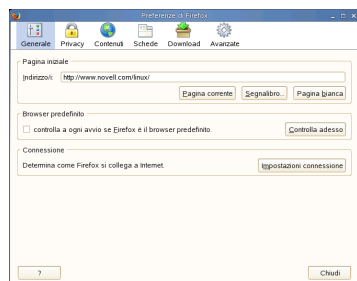 Preferenze di Firefox
Generale Privacy Contenuti Schede Download Avanzate
Pagina iniziale
Indirizzo/i: http://www.novell.com/linux/
Pagina corrente Segnalibro... Pagina bianca
Browser predefinito
controlla a ogni avvio se Firefox è il browser predefinito. Controlla adesso
Connessione
Determina come Firefox si collega a Internet. Impostazioni connessione
? Chiudi